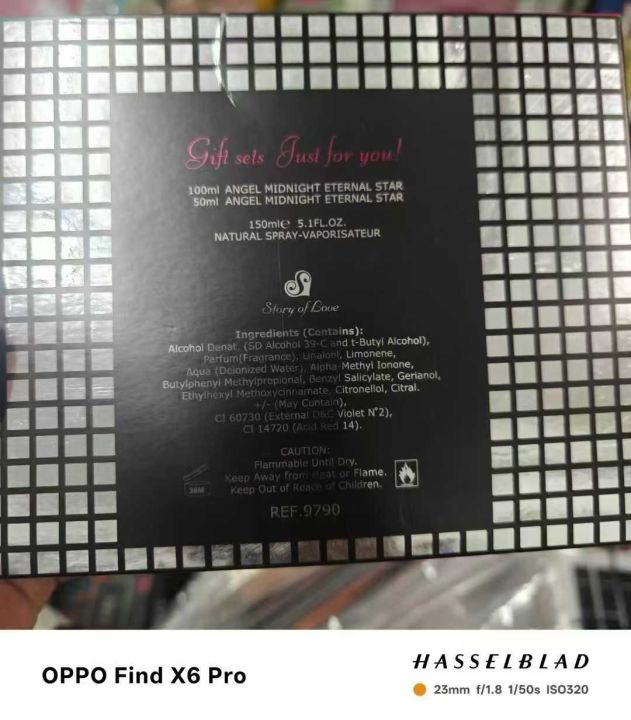 Gift sets Just for you!
100ml ANGEL MIDNIGHT ETERNAL STAR
50ml ANGEL MIDNIGHT ETERNAL STAR
150ml℮ 5.1FL.OZ.
NATURAL SPRAY-VAPORISATEUR
Story of Love
Ingredients (Contains):
Alcohol Denat. (SD Alcohol 39-C and t-Butyl Alcohol),
Parfum(Fragrance), Linalool, Limonene,
Aqua (Deionized Water), Alpha-Methyl Ionone,
Butylphenyl Methylpropional, Benzyl Salicylate, Gerianol,
Ethylhexyl Methoxycinnamate, Citronellol, Citral.
+/- (May Contain),
CI 60730 (External D&C Violet N°2),
CI 14720 (Acid Red 14).
CAUTION:
Flammable Until Dry.
Keep Away from Heat or Flame.
Keep Out of Reach of Children.
36M
REF.9790
OPPO Find X6 Pro
HASSELBLAD
23mm f/1.8 1/50s ISO320